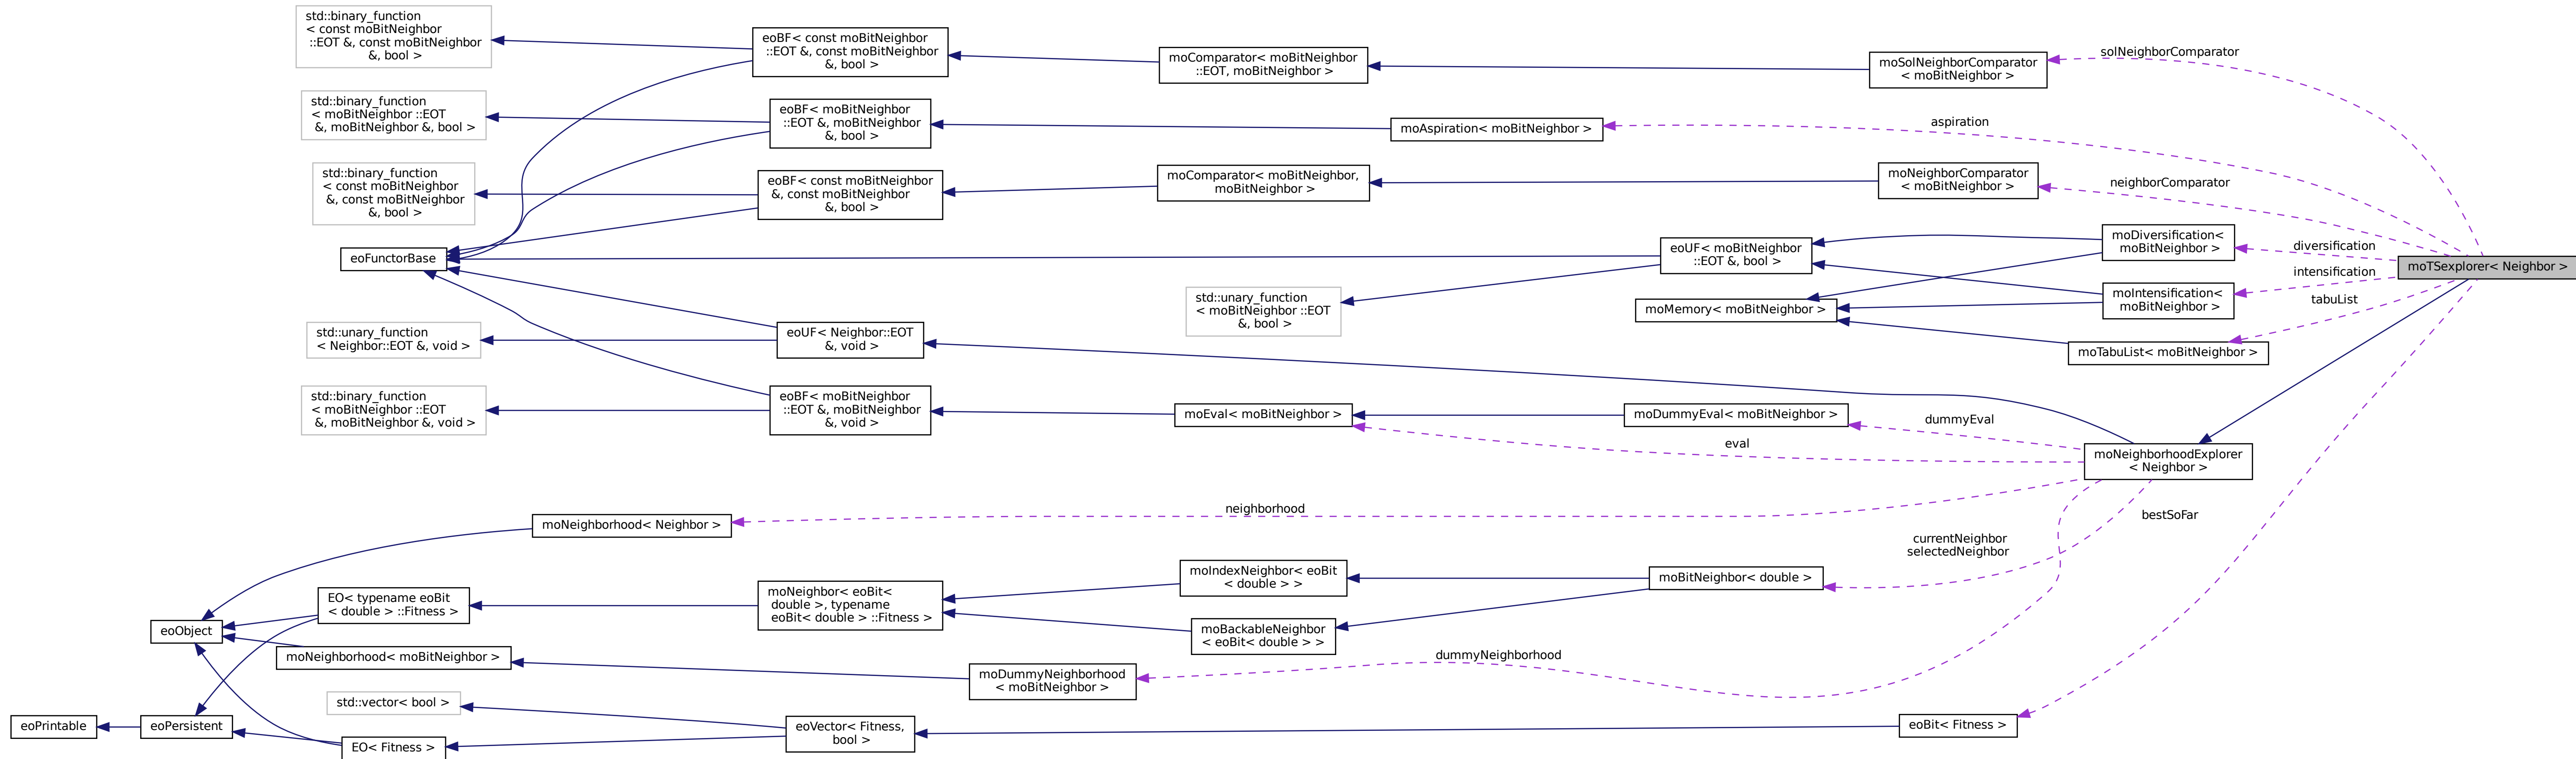 std::binary_function
< const moBitNeighbor
::EOT &, const moBitNeighbor
&, bool >
eoBF< const moBitNeighbor
::EOT &, const moBitNeighbor
&, bool >
moComparator< moBitNeighbor
::EOT, moBitNeighbor >
moSolNeighborComparator
< moBitNeighbor >
solNeighborComparator
std::binary_function
< moBitNeighbor ::EOT
&, moBitNeighbor &, bool >
eoBF< moBitNeighbor
::EOT &, moBitNeighbor
&, bool >
moAspiration< moBitNeighbor >
aspiration
std::binary_function
< const moBitNeighbor
&, const moBitNeighbor
&, bool >
eoBF< const moBitNeighbor
&, const moBitNeighbor
&, bool >
moComparator< moBitNeighbor,
moBitNeighbor >
moNeighborComparator
< moBitNeighbor >
neighborComparator
eoFunctorBase
eoUF< moBitNeighbor
::EOT &, bool >
moDiversification<
moBitNeighbor >
diversification
moTSexplorer< Neighbor >
std::unary_function
< moBitNeighbor ::EOT
&, bool >
moMemory< moBitNeighbor >
moIntensification<
moBitNeighbor >
intensification
tabuList
std::unary_function
< Neighbor::EOT &, void >
eoUF< Neighbor::EOT
&, void >
moTabuList< moBitNeighbor >
std::binary_function
< moBitNeighbor ::EOT
&, moBitNeighbor &, void >
eoBF< moBitNeighbor
::EOT &, moBitNeighbor
&, void >
moEval< moBitNeighbor >
moDummyEval< moBitNeighbor >
dummyEval
eval
moNeighborhoodExplorer
< Neighbor >
moNeighborhood< Neighbor >
neighborhood
bestSoFar
currentNeighbor
selectedNeighbor
eoObject
EO< typename eoBit
< double > ::Fitness >
moNeighbor< eoBit<
double >, typename
eoBit< double > ::Fitness >
moIndexNeighbor< eoBit
< double > >
moBitNeighbor< double >
moBackableNeighbor
< eoBit< double > >
moNeighborhood< moBitNeighbor >
moDummyNeighborhood
< moBitNeighbor >
dummyNeighborhood
std::vector< bool >
eoPrintable
eoPersistent
EO< Fitness >
eoVector< Fitness,
bool >
eoBit< Fitness >